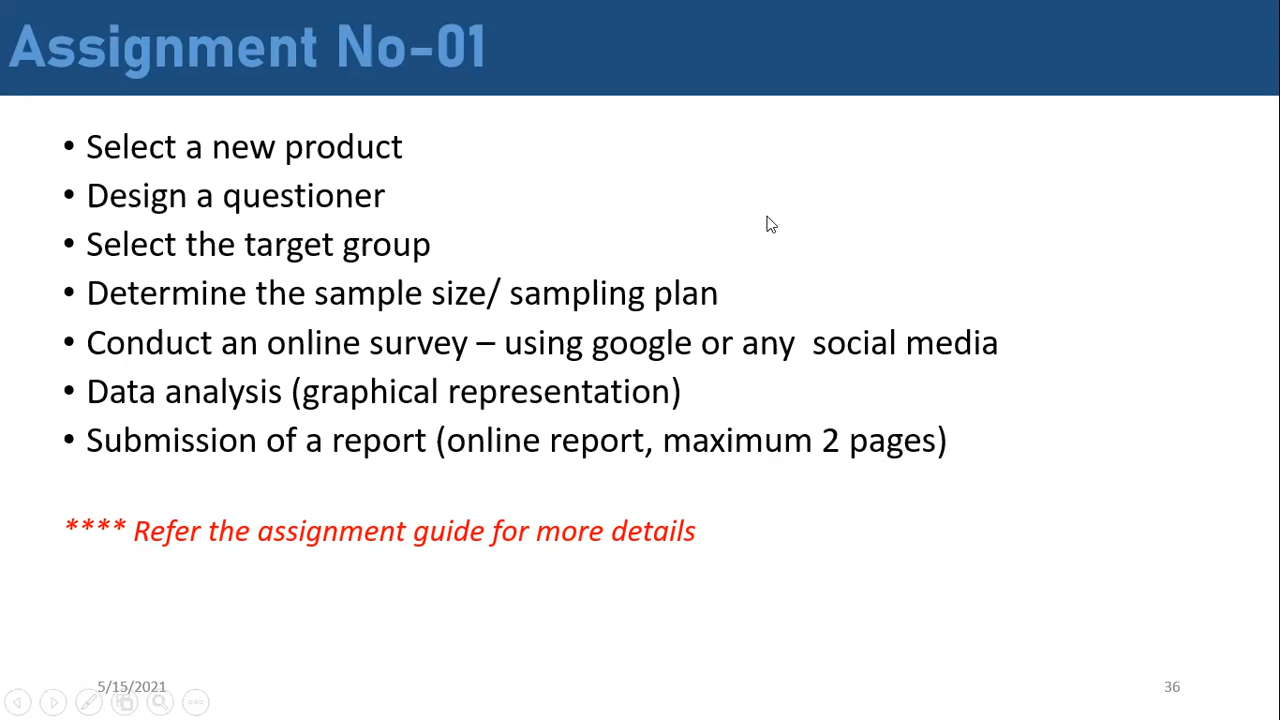 Assignment No-01
• Select a new product
• Design a questioner
• Select the target group
• Determine the sample size/ sampling plan
• Conduct an online survey – using google or any  social media
• Data analysis (graphical representation)
• Submission of a report (online report, maximum 2 pages)
**** Refer the assignment guide for more details
5/15/2021
36